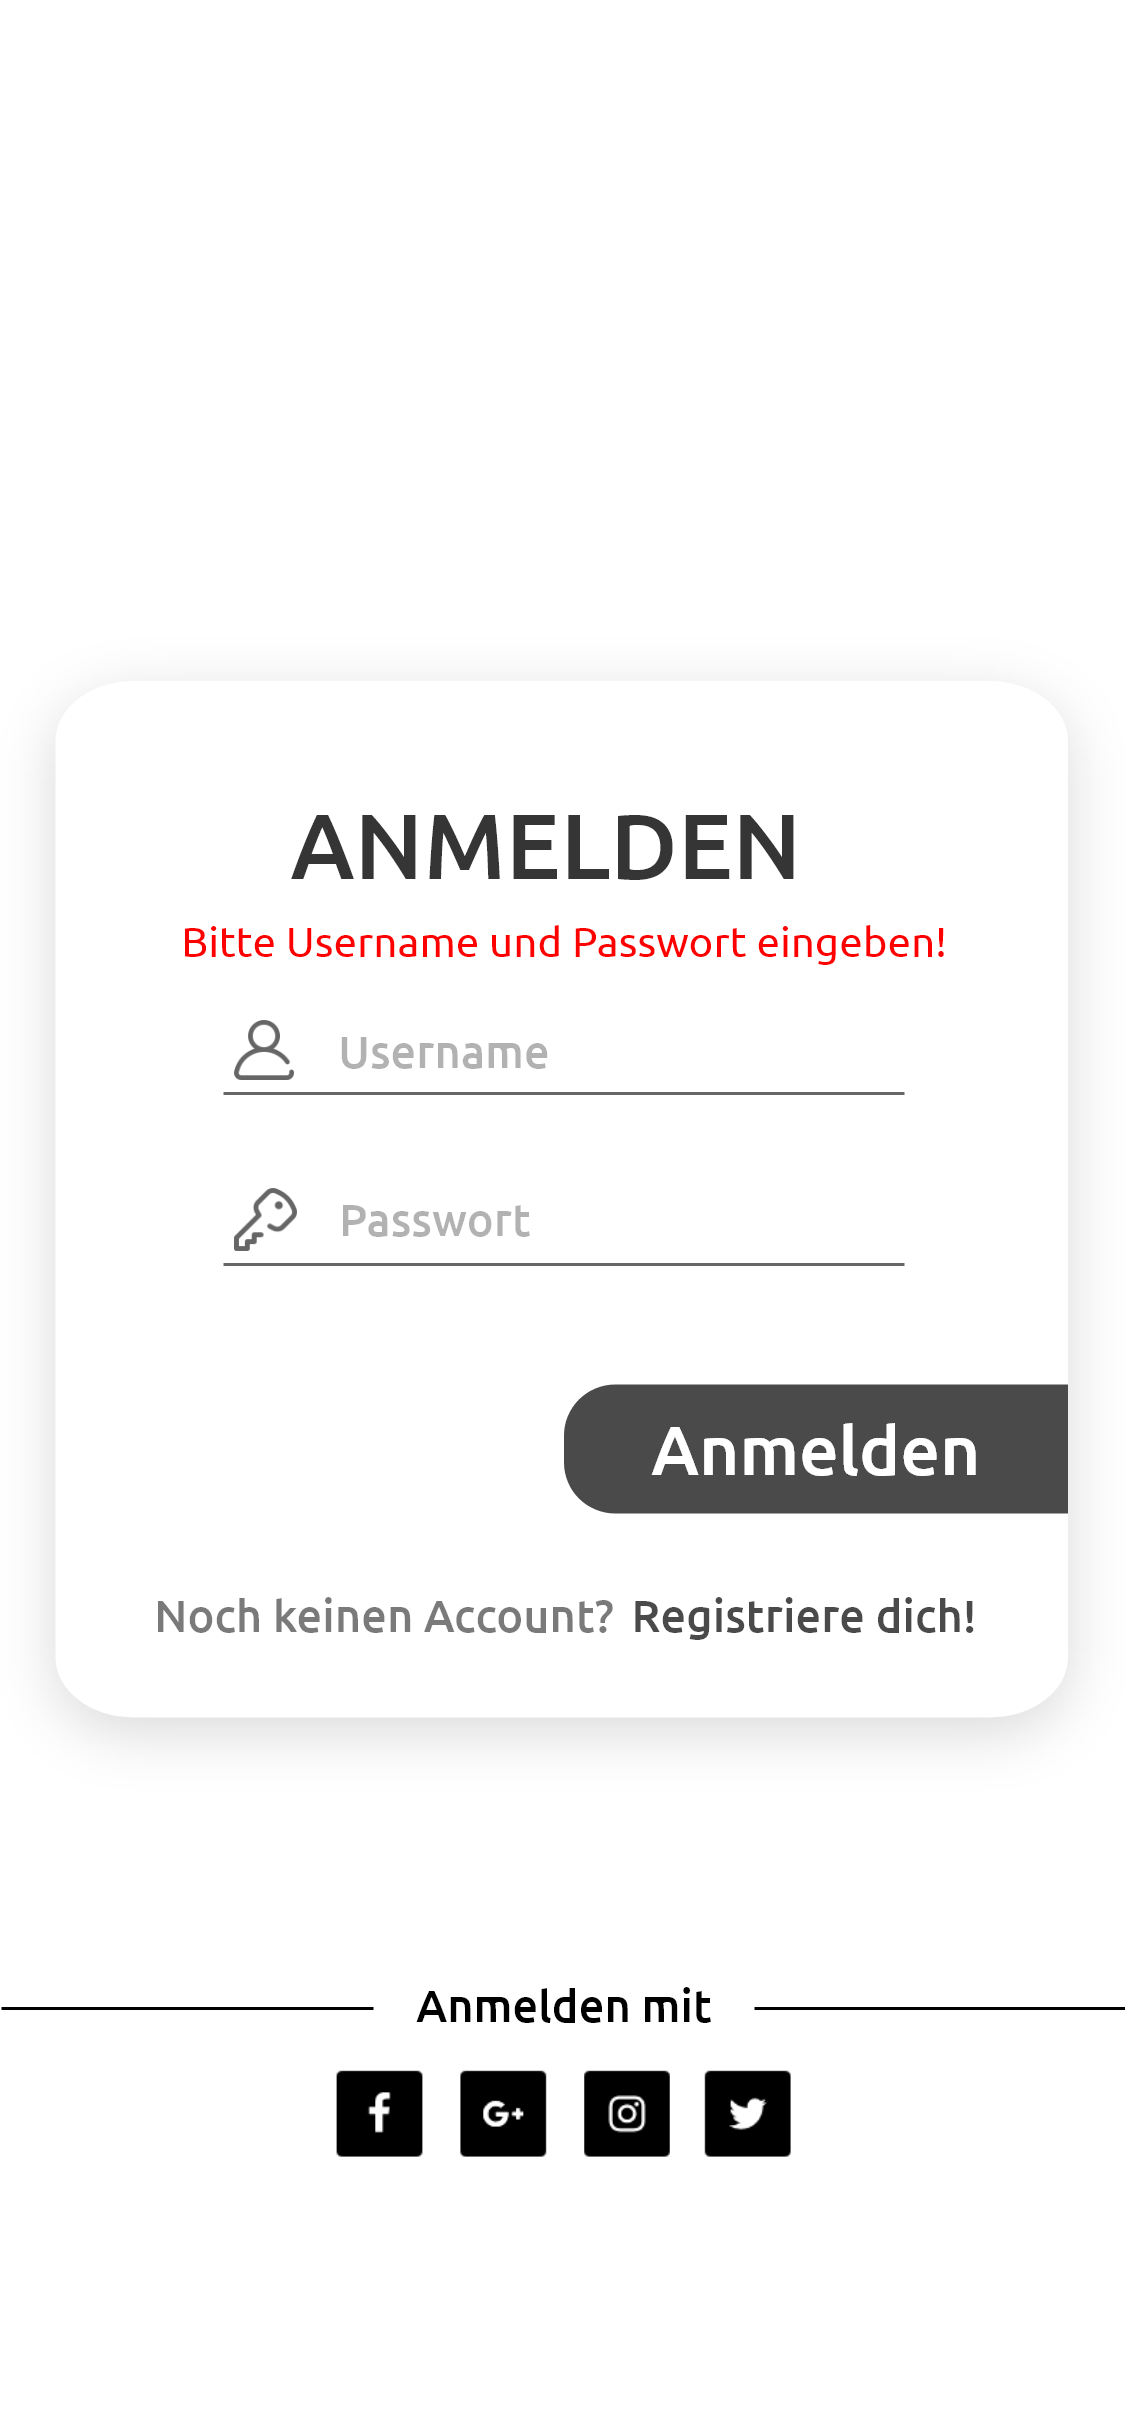 ANMELDEN
Bitte Username und Passwort eingeben!
Username
Passwort
Anmelden
Noch keinen Account? Registriere dich!
Anmelden mit
f G+